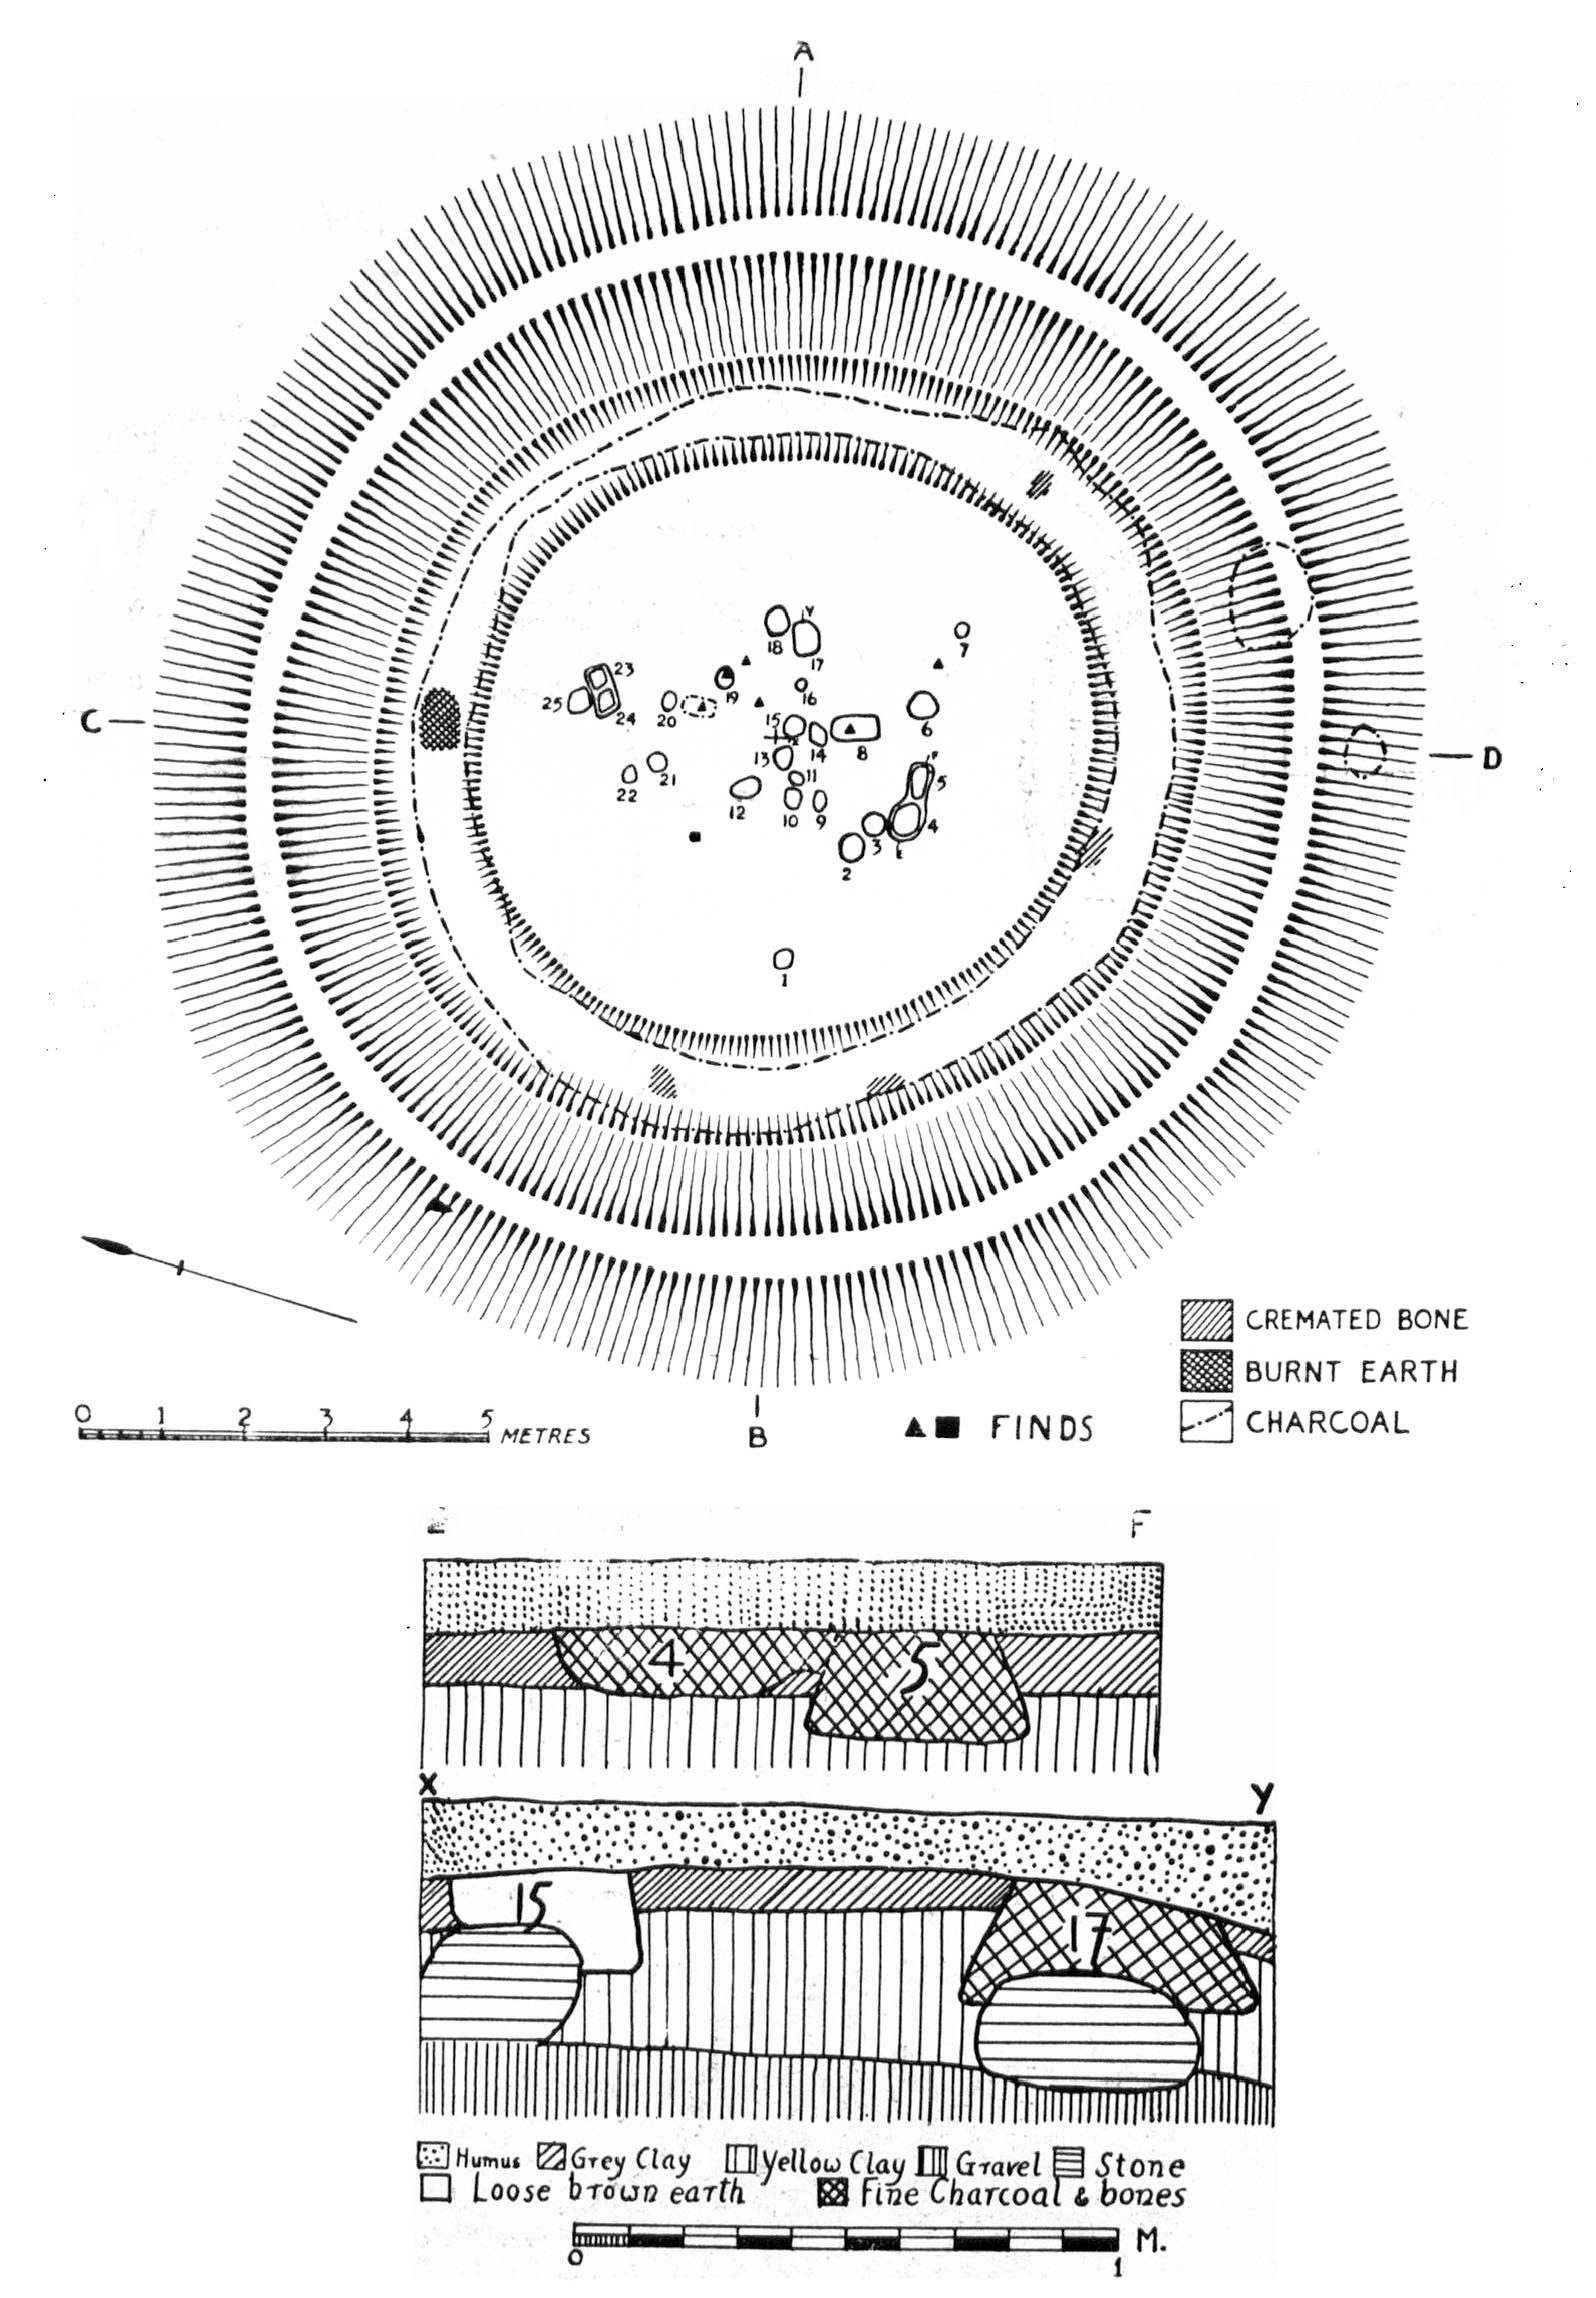 A
18
Y
17
7
23
25
24
19
20
16
6
15
X
14
8
13
F
5
21
22
11
12
10
9
4
3
E
2
1
C
D
0 1 2 3 4 5 METRES
B
FINDS
CREMATED BONE
BURNT EARTH
CHARCOAL
E F
4 5
X Y
15
17
Humus Grey Clay Yellow Clay Gravel Stone
Loose brown earth Fine Charcoal & bones
0 1 M.